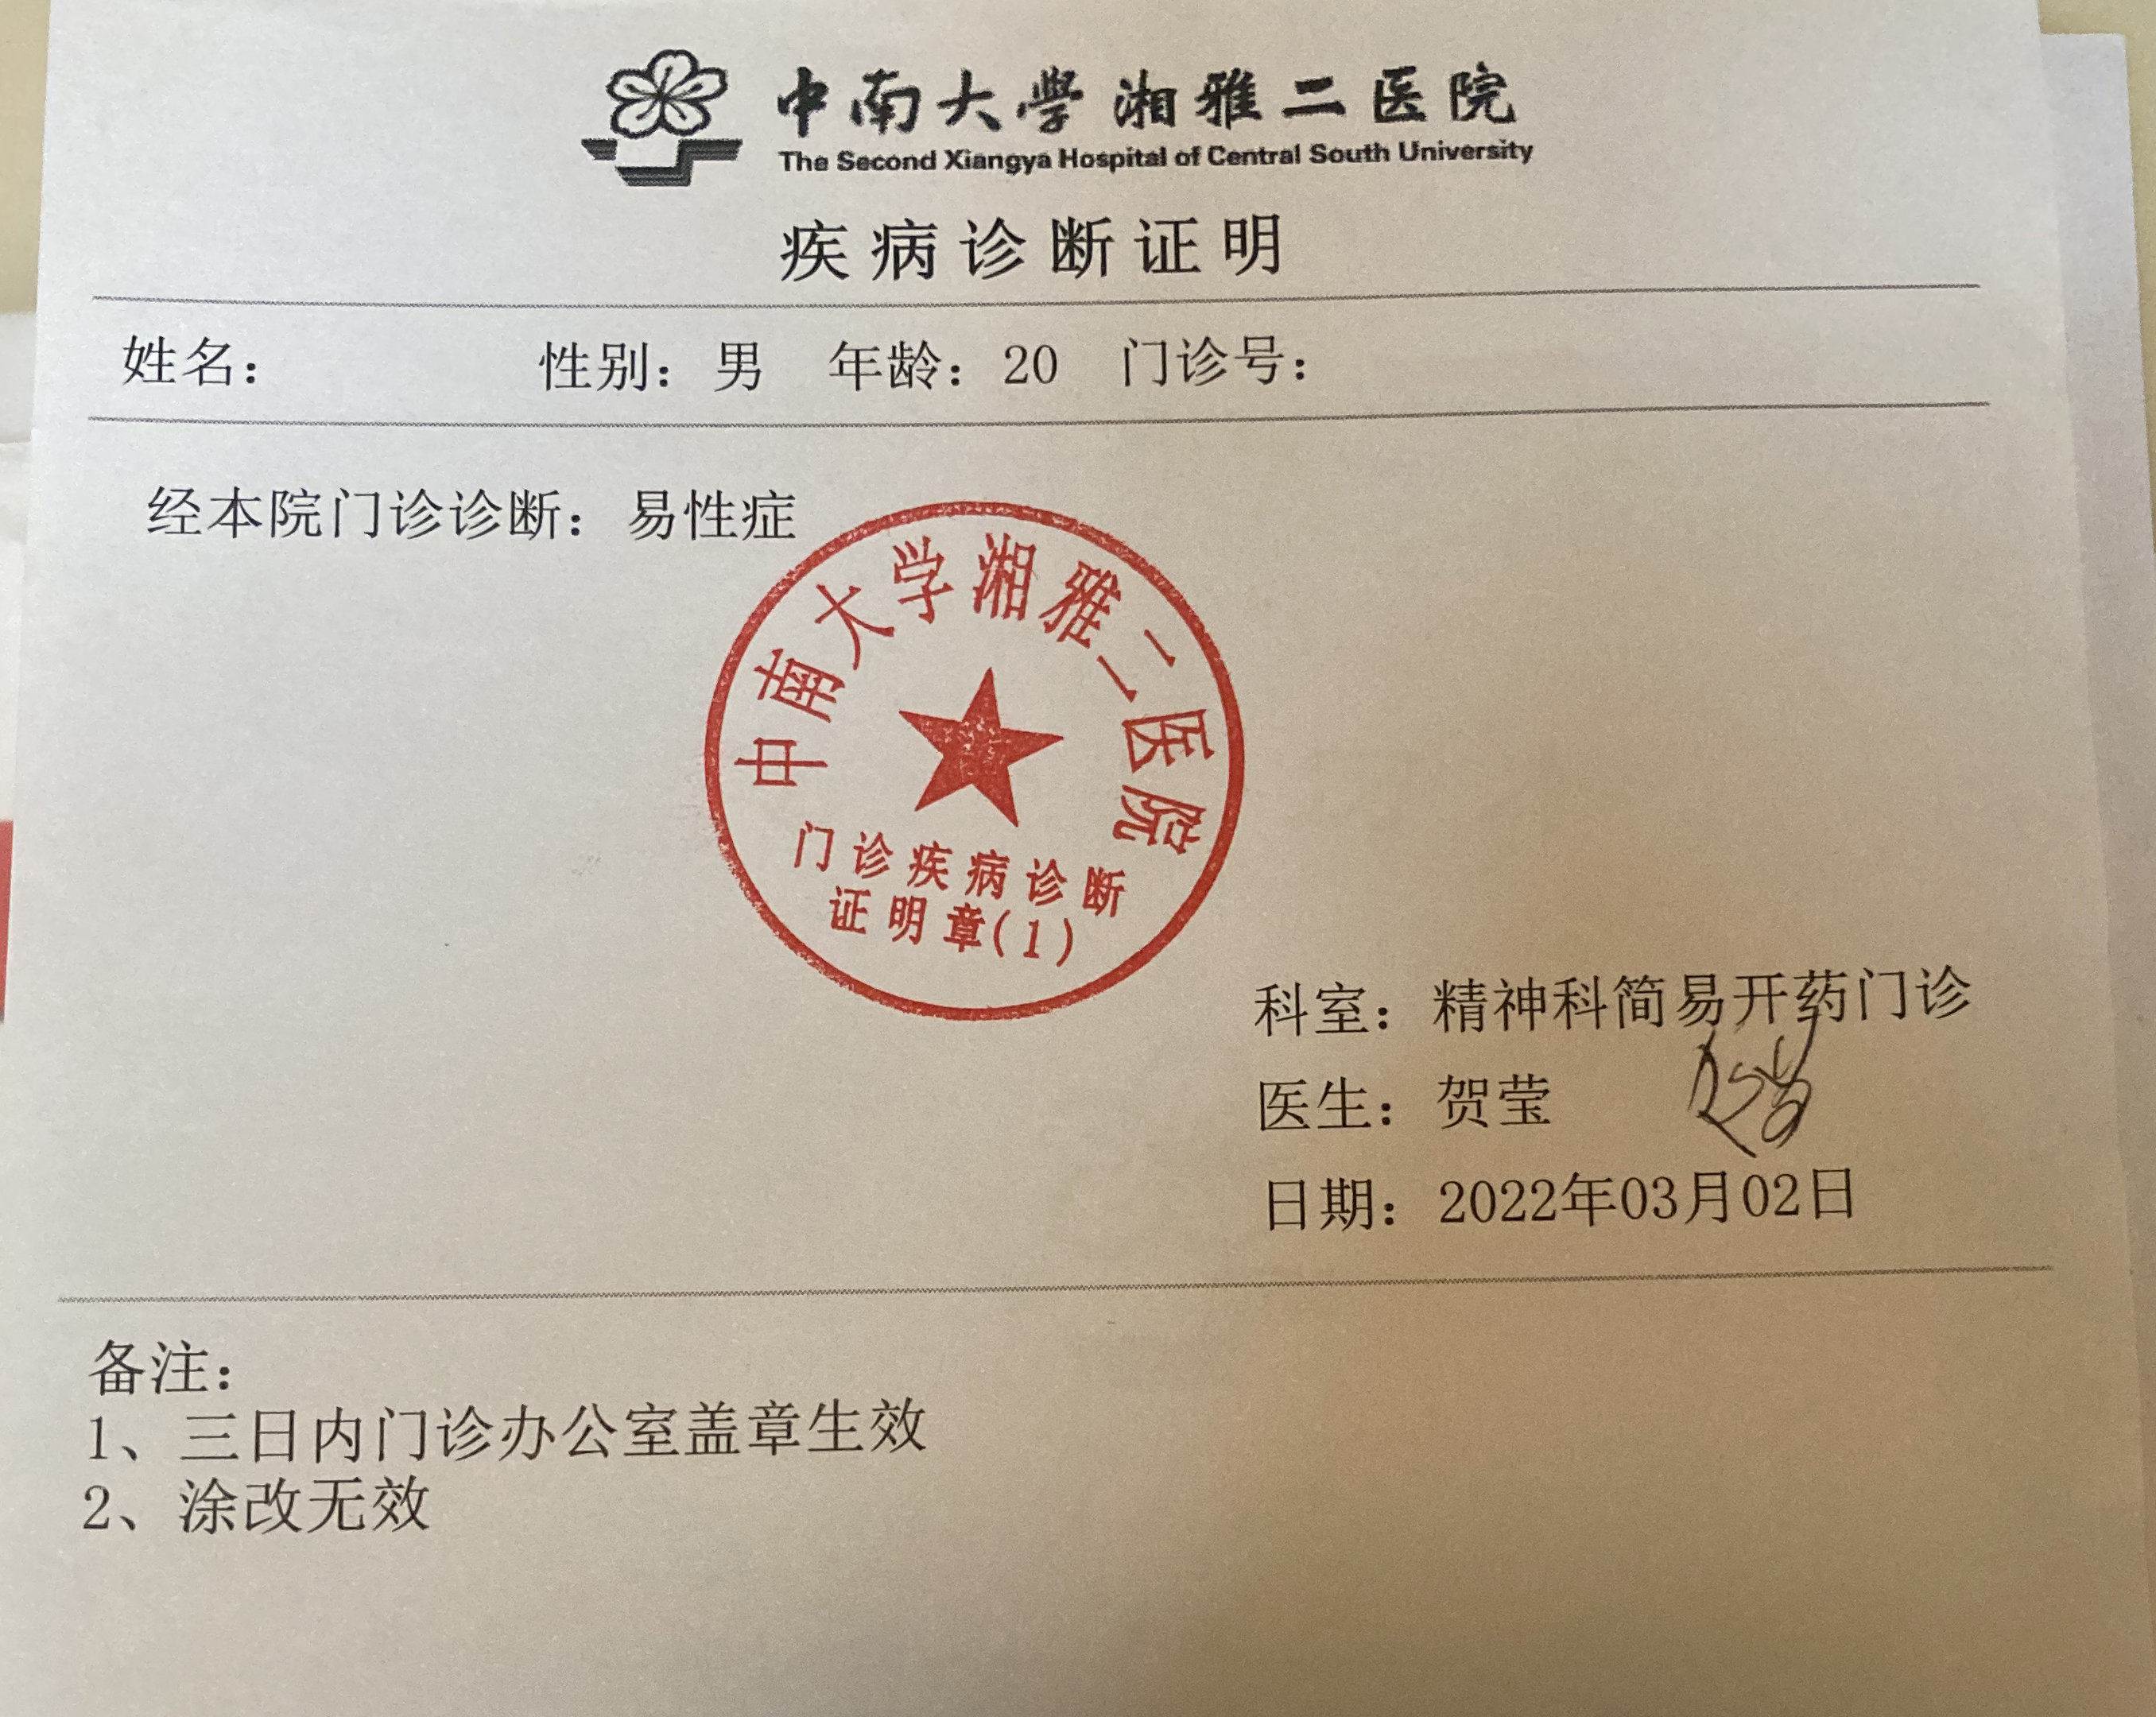 中南大學湘雅二医院
The Second Xiangya Hospital of Central South University
疾病诊断证明
姓名： 性别：男 年龄：20 门诊号：
经本院门诊诊断：易性症
中南大学湘雅二医院
门诊疾病诊断
证明章(1)
科室：精神科简易开药门诊
医生：贺莹
日期：2022年03月02日
备注：
1、三日内门诊办公室盖章生效
2、涂改无效